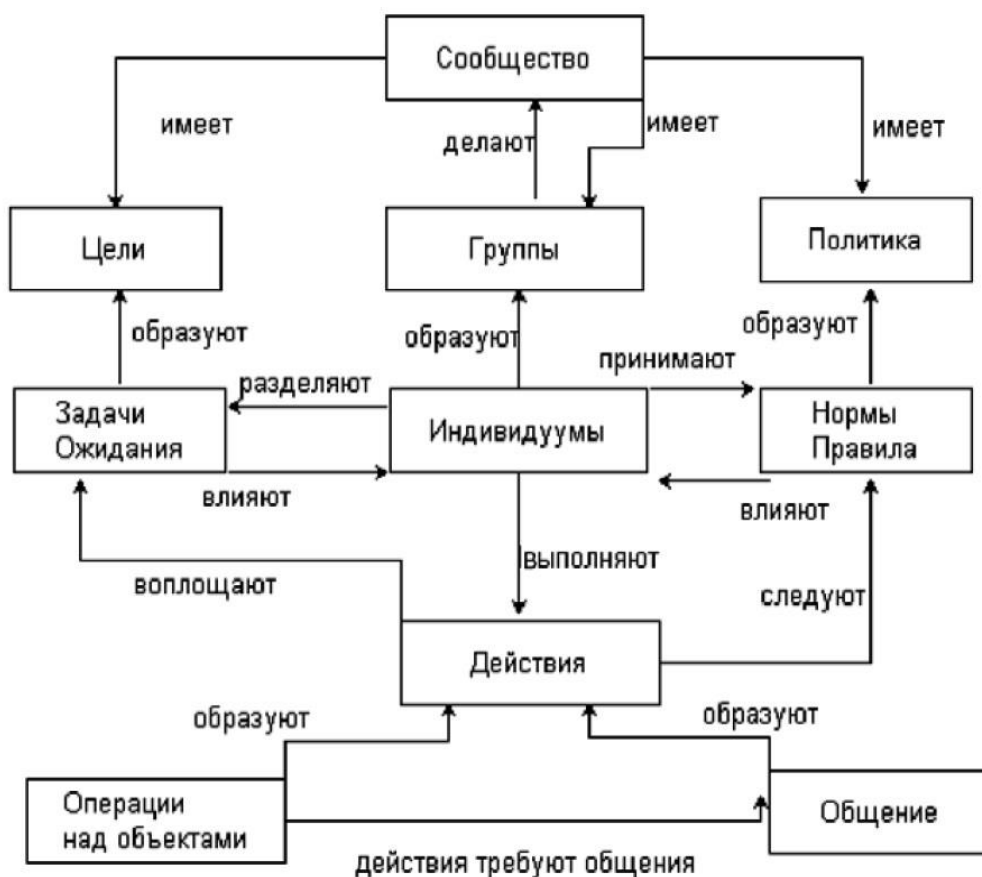 Сообщество
имеет
делают
имеет
имеет
Цели
Группы
Политика
образуют
образуют
образуют
разделяют
принимают
Задачи
Ожидания
Индивидуумы
Нормы
Правила
влияют
влияют
воплощают
выполняют
следуют
Действия
образуют
образуют
Операции
над объектами
Общение
действия требуют общения